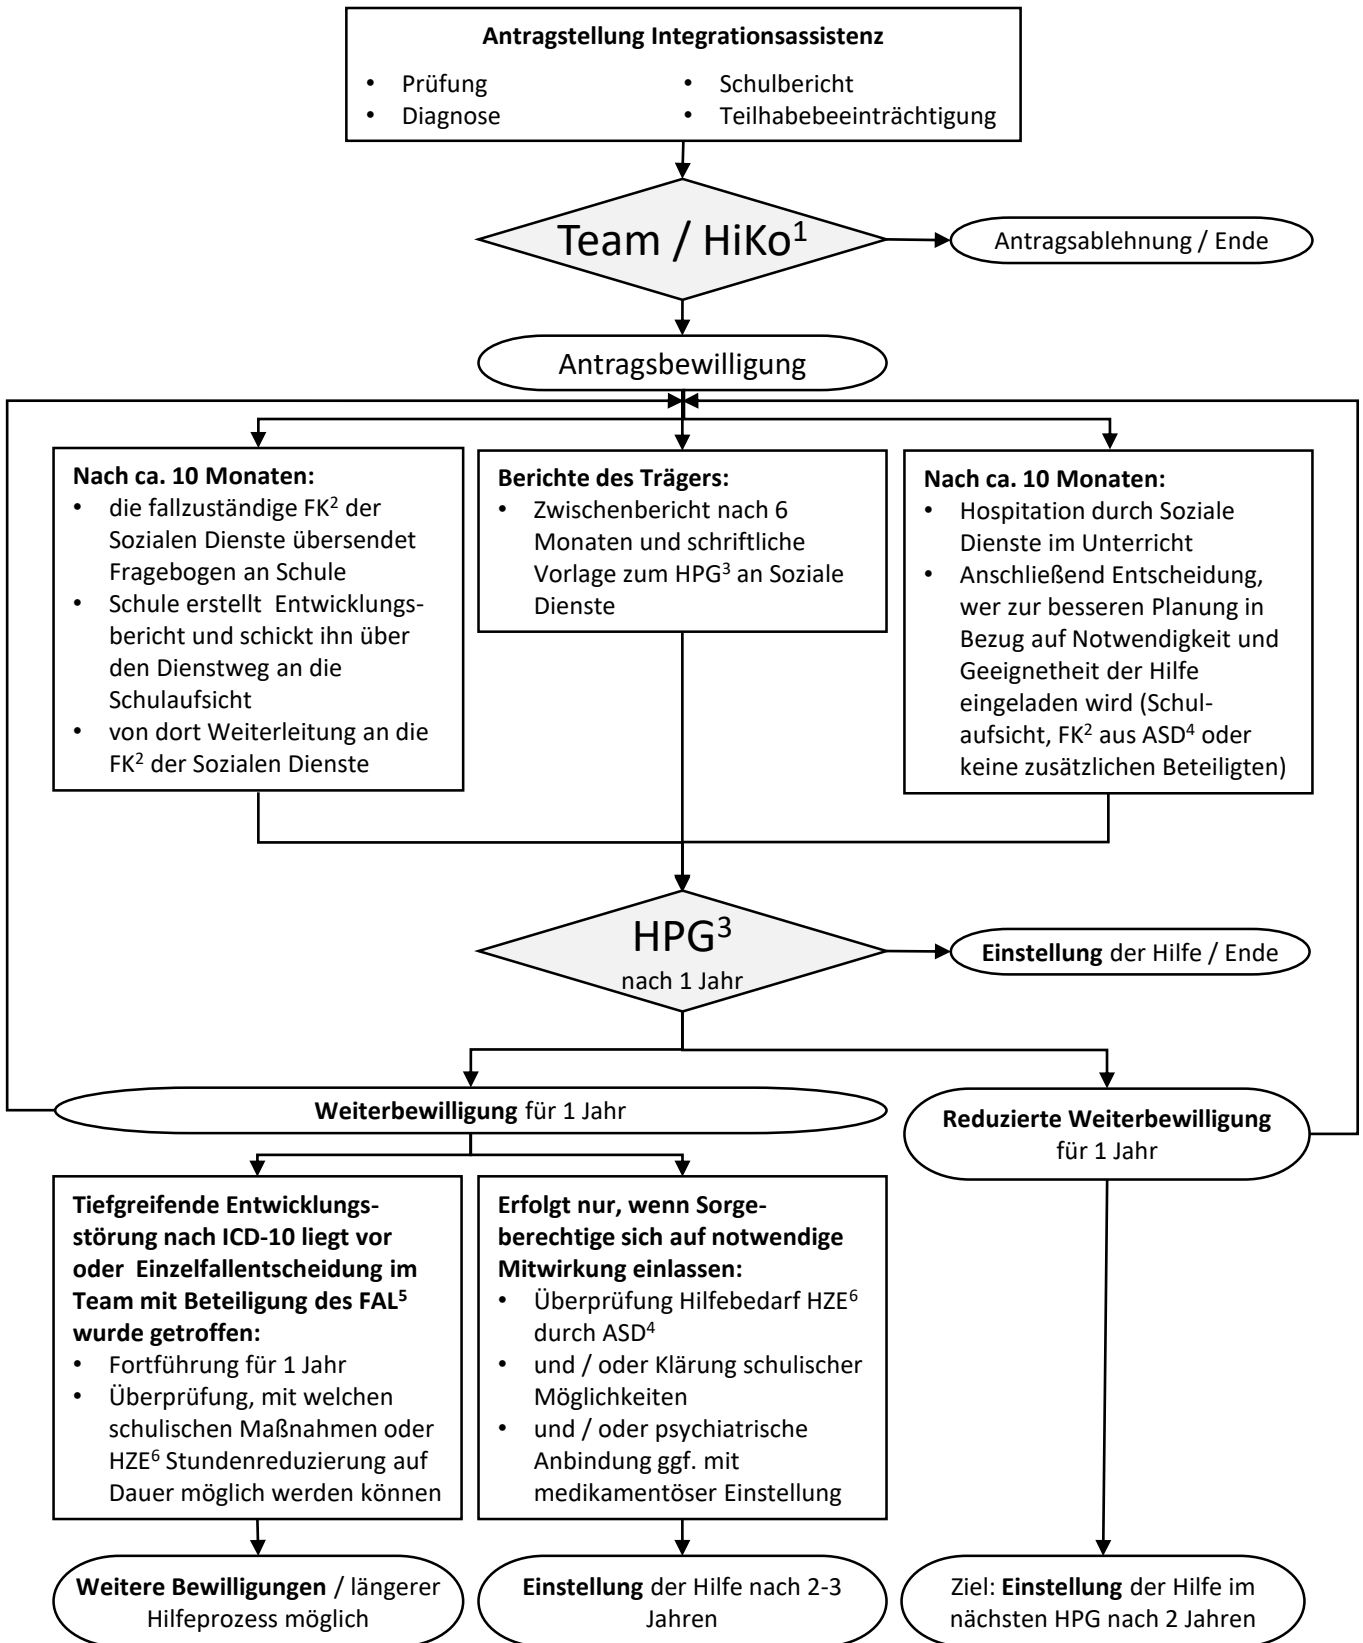 Antragstellung Integrationsassistenz
• Prüfung
• Diagnose
• Schulbericht
• Teilhabebeeinträchtigung
Team / HiKo¹
Antragsablehnung / Ende
Antragsbewilligung
Nach ca. 10 Monaten:
• die fallzuständige FK² der
Sozialen Dienste übersendet
Fragebogen an Schule
• Schule erstellt Entwicklungs-
bericht und schickt ihn über
den Dienstweg an die
Schulaufsicht
• von dort Weiterleitung an die
FK² der Sozialen Dienste
Berichte des Trägers:
• Zwischenbericht nach 6
Monaten und schriftliche
Vorlage zum HPG³ an Soziale
Dienste
Nach ca. 10 Monaten:
• Hospitation durch Soziale
Dienste im Unterricht
• Anschließend Entscheidung,
wer zur besseren Planung in
Bezug auf Notwendigkeit und
Geeignetheit der Hilfe
eingeladen wird (Schul-
aufsicht, FK² aus ASD⁴ oder
keine zusätzlichen Beteiligten)
HPG³
nach 1 Jahr
Einstellung der Hilfe / Ende
Weiterbewilligung für 1 Jahr
Reduzierte Weiterbewilligung
für 1 Jahr
Tiefgreifende Entwicklungs-
störung nach ICD-10 liegt vor
oder Einzelfallentscheidung im
Team mit Beteiligung des FAL⁵
wurde getroffen:
• Fortführung für 1 Jahr
• Überprüfung, mit welchen
schulischen Maßnahmen oder
HZE⁶ Stundenreduzierung auf
Dauer möglich werden können
Erfolgt nur, wenn Sorge-
berechtige sich auf notwendige
Mitwirkung einlassen:
• Überprüfung Hilfebedarf HZE⁶
durch ASD⁴
• und / oder Klärung schulischer
Möglichkeiten
• und / oder psychiatrische
Anbindung ggf. mit
medikamentöser Einstellung
Weitere Bewilligungen / längerer
Hilfeprozess möglich
Einstellung der Hilfe nach 2-3
Jahren
Ziel: Einstellung der Hilfe im
nächsten HPG nach 2 Jahren